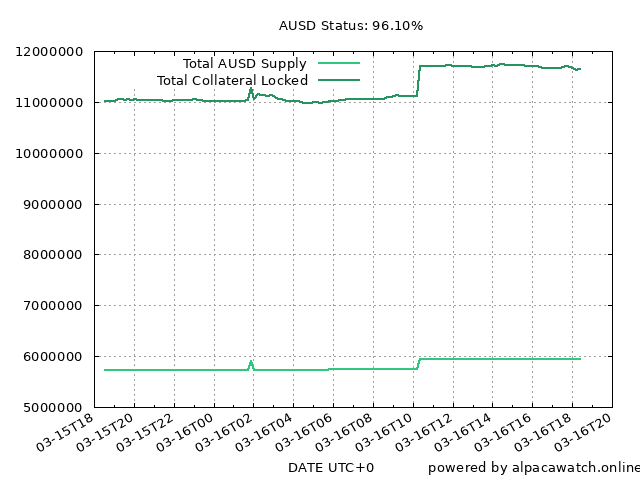 AUSD Status: 96.10%
12000000
11000000
10000000
9000000
8000000
7000000
6000000
5000000
Total AUSD Supply
Total Collateral Locked
03-15T18
03-15T20
03-15T22
03-16T00
03-16T02
03-16T04
03-16T06
03-16T08
03-16T10
03-16T12
03-16T14
03-16T16
03-16T18
03-16T20
DATE UTC+0
powered by alpacawatch.online